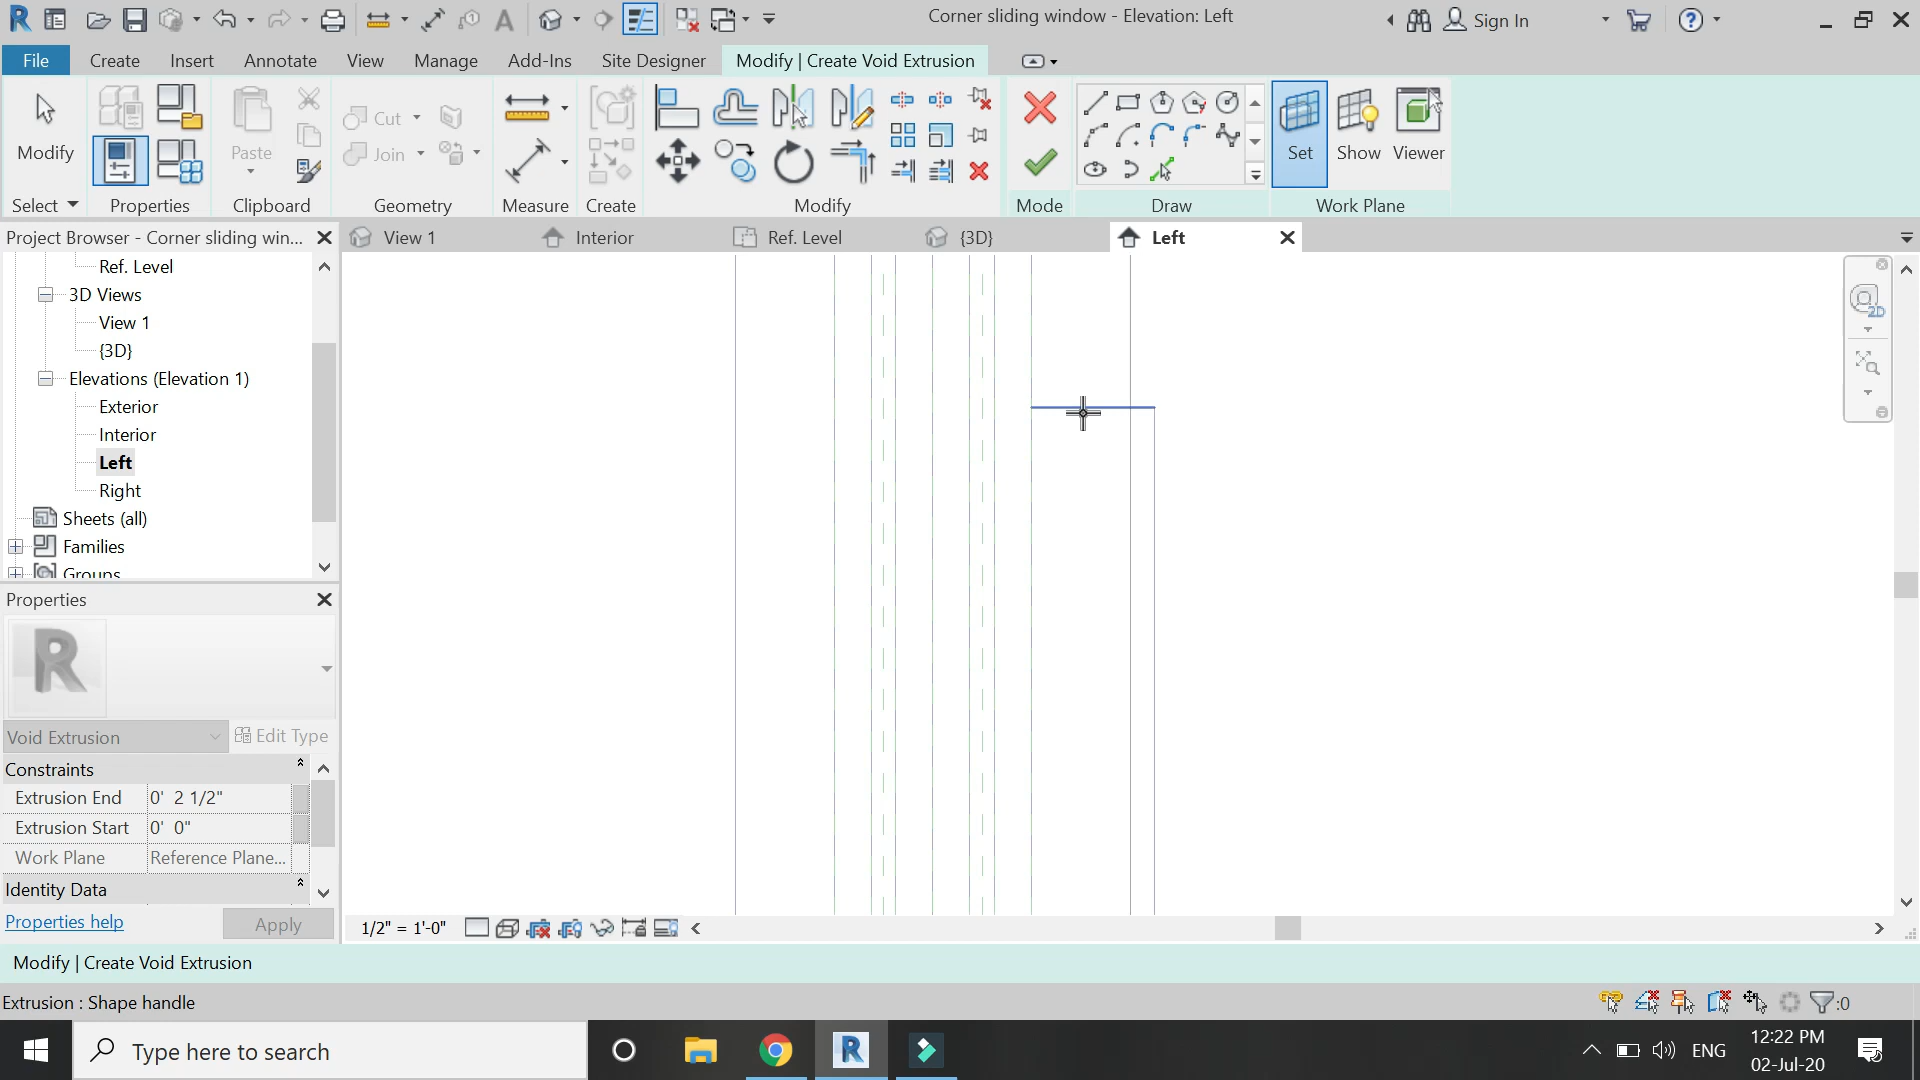 Corner sliding window - Elevation: Left
Sign In
File
Create
Insert
Annotate
View
Manage
Add-Ins
Site Designer
Modify | Create Void Extrusion
Modify
Paste
Cut
Join
Set
Show
Viewer
Select
Properties
Clipboard
Geometry
Measure
Create
Modify
Mode
Draw
Work Plane
Project Browser - Corner sliding win...
View 1
Interior
Ref. Level
{3D}
Left
Ref. Level
3D Views
View 1
{3D}
Elevations (Elevation 1)
Exterior
Interior
Left
Right
Sheets (all)
Families
Groups
Properties
Void Extrusion
Edit Type
Constraints
Extrusion End
0' 2 1/2"
Extrusion Start
0' 0"
Work Plane
Reference Plane...
Identity Data
Properties help
Apply
1/2" = 1'-0"
2D
Modify | Create Void Extrusion
Extrusion : Shape handle
:0
Type here to search
ENG
12:22 PM
02-Jul-20